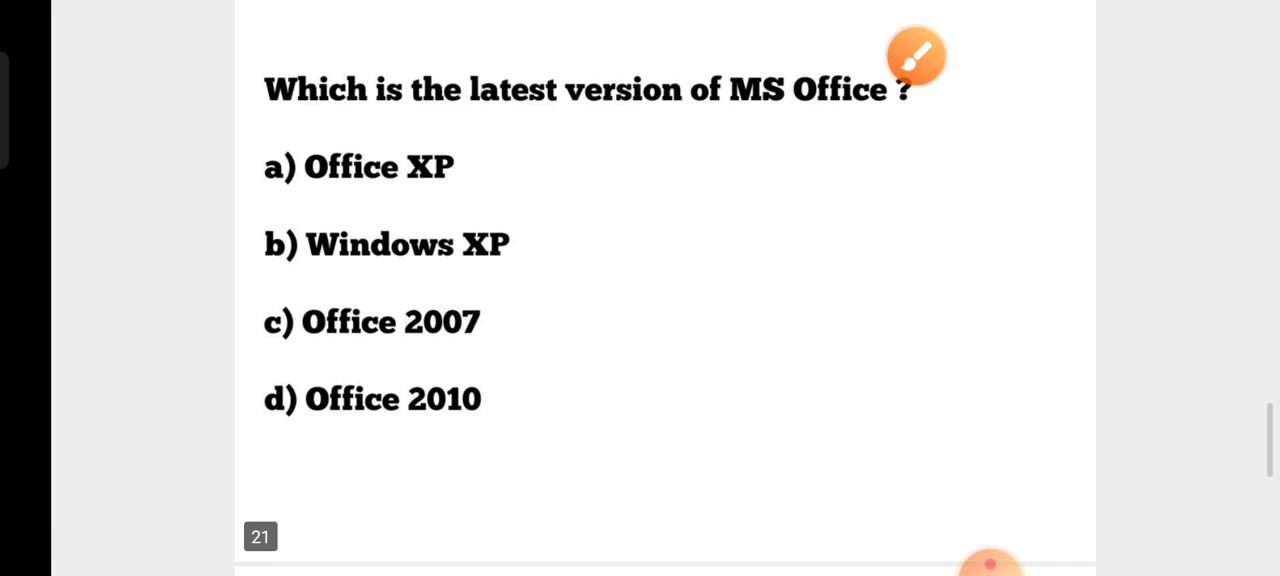 Which is the latest version of MS Office ?
a) Office XP
b) Windows XP
c) Office 2007
d) Office 2010
21